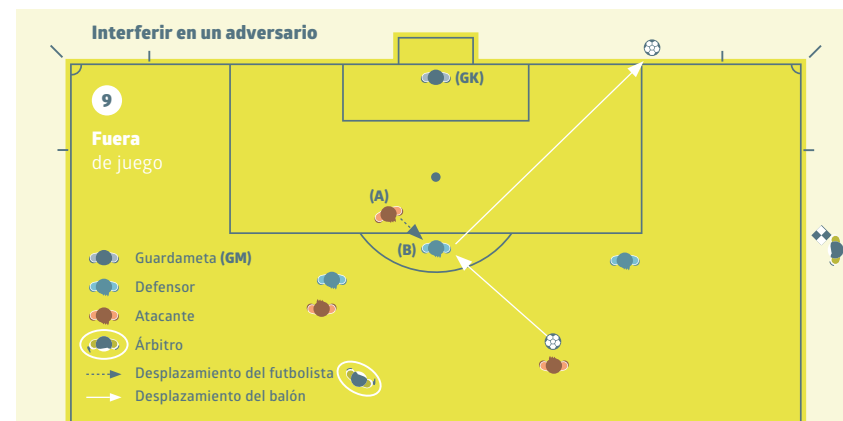 Interferir en un adversario
(GK)
9
Fuera
de juego
(A)
(B)
Guardameta (GM)
Defensor
Atacante
Árbitro
Desplazamiento del futbolista
Desplazamiento del balón